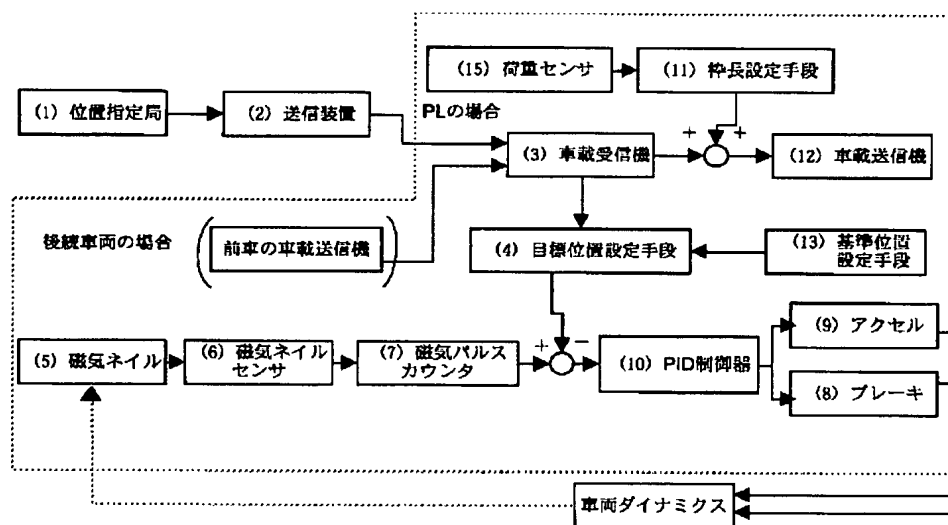 (15) 荷重センサ
(11) 枠長設定手段
(1) 位置指定局
(2) 送信装置
PLの場合
(3) 車載受信機
+
+
(12) 車載送信機
後続車両の場合
前車の車載送信機
(4) 目標位置設定手段
(13) 基準位置
設定手段
(9) アクセル
(5) 磁気ネイル
(6) 磁気ネイル
センサ
(7) 磁気パルス
カウンタ
+
−
(10) PID制御器
(8) ブレーキ
車両ダイナミクス